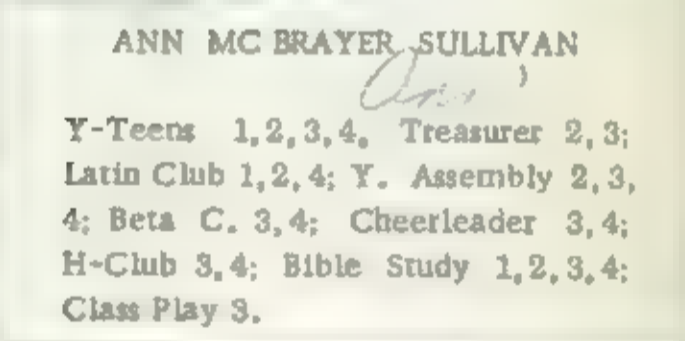 ANN MC BRAYER SULLIVAN
Ann
Y-Teens 1,2,3,4. Treasurer 2,3;
Latin Club 1,2,4; Y. Assembly 2,3,
4; Beta C. 3,4; Cheerleader 3,4;
H-Club 3,4; Bible Study 1,2,3,4;
Class Play 3.